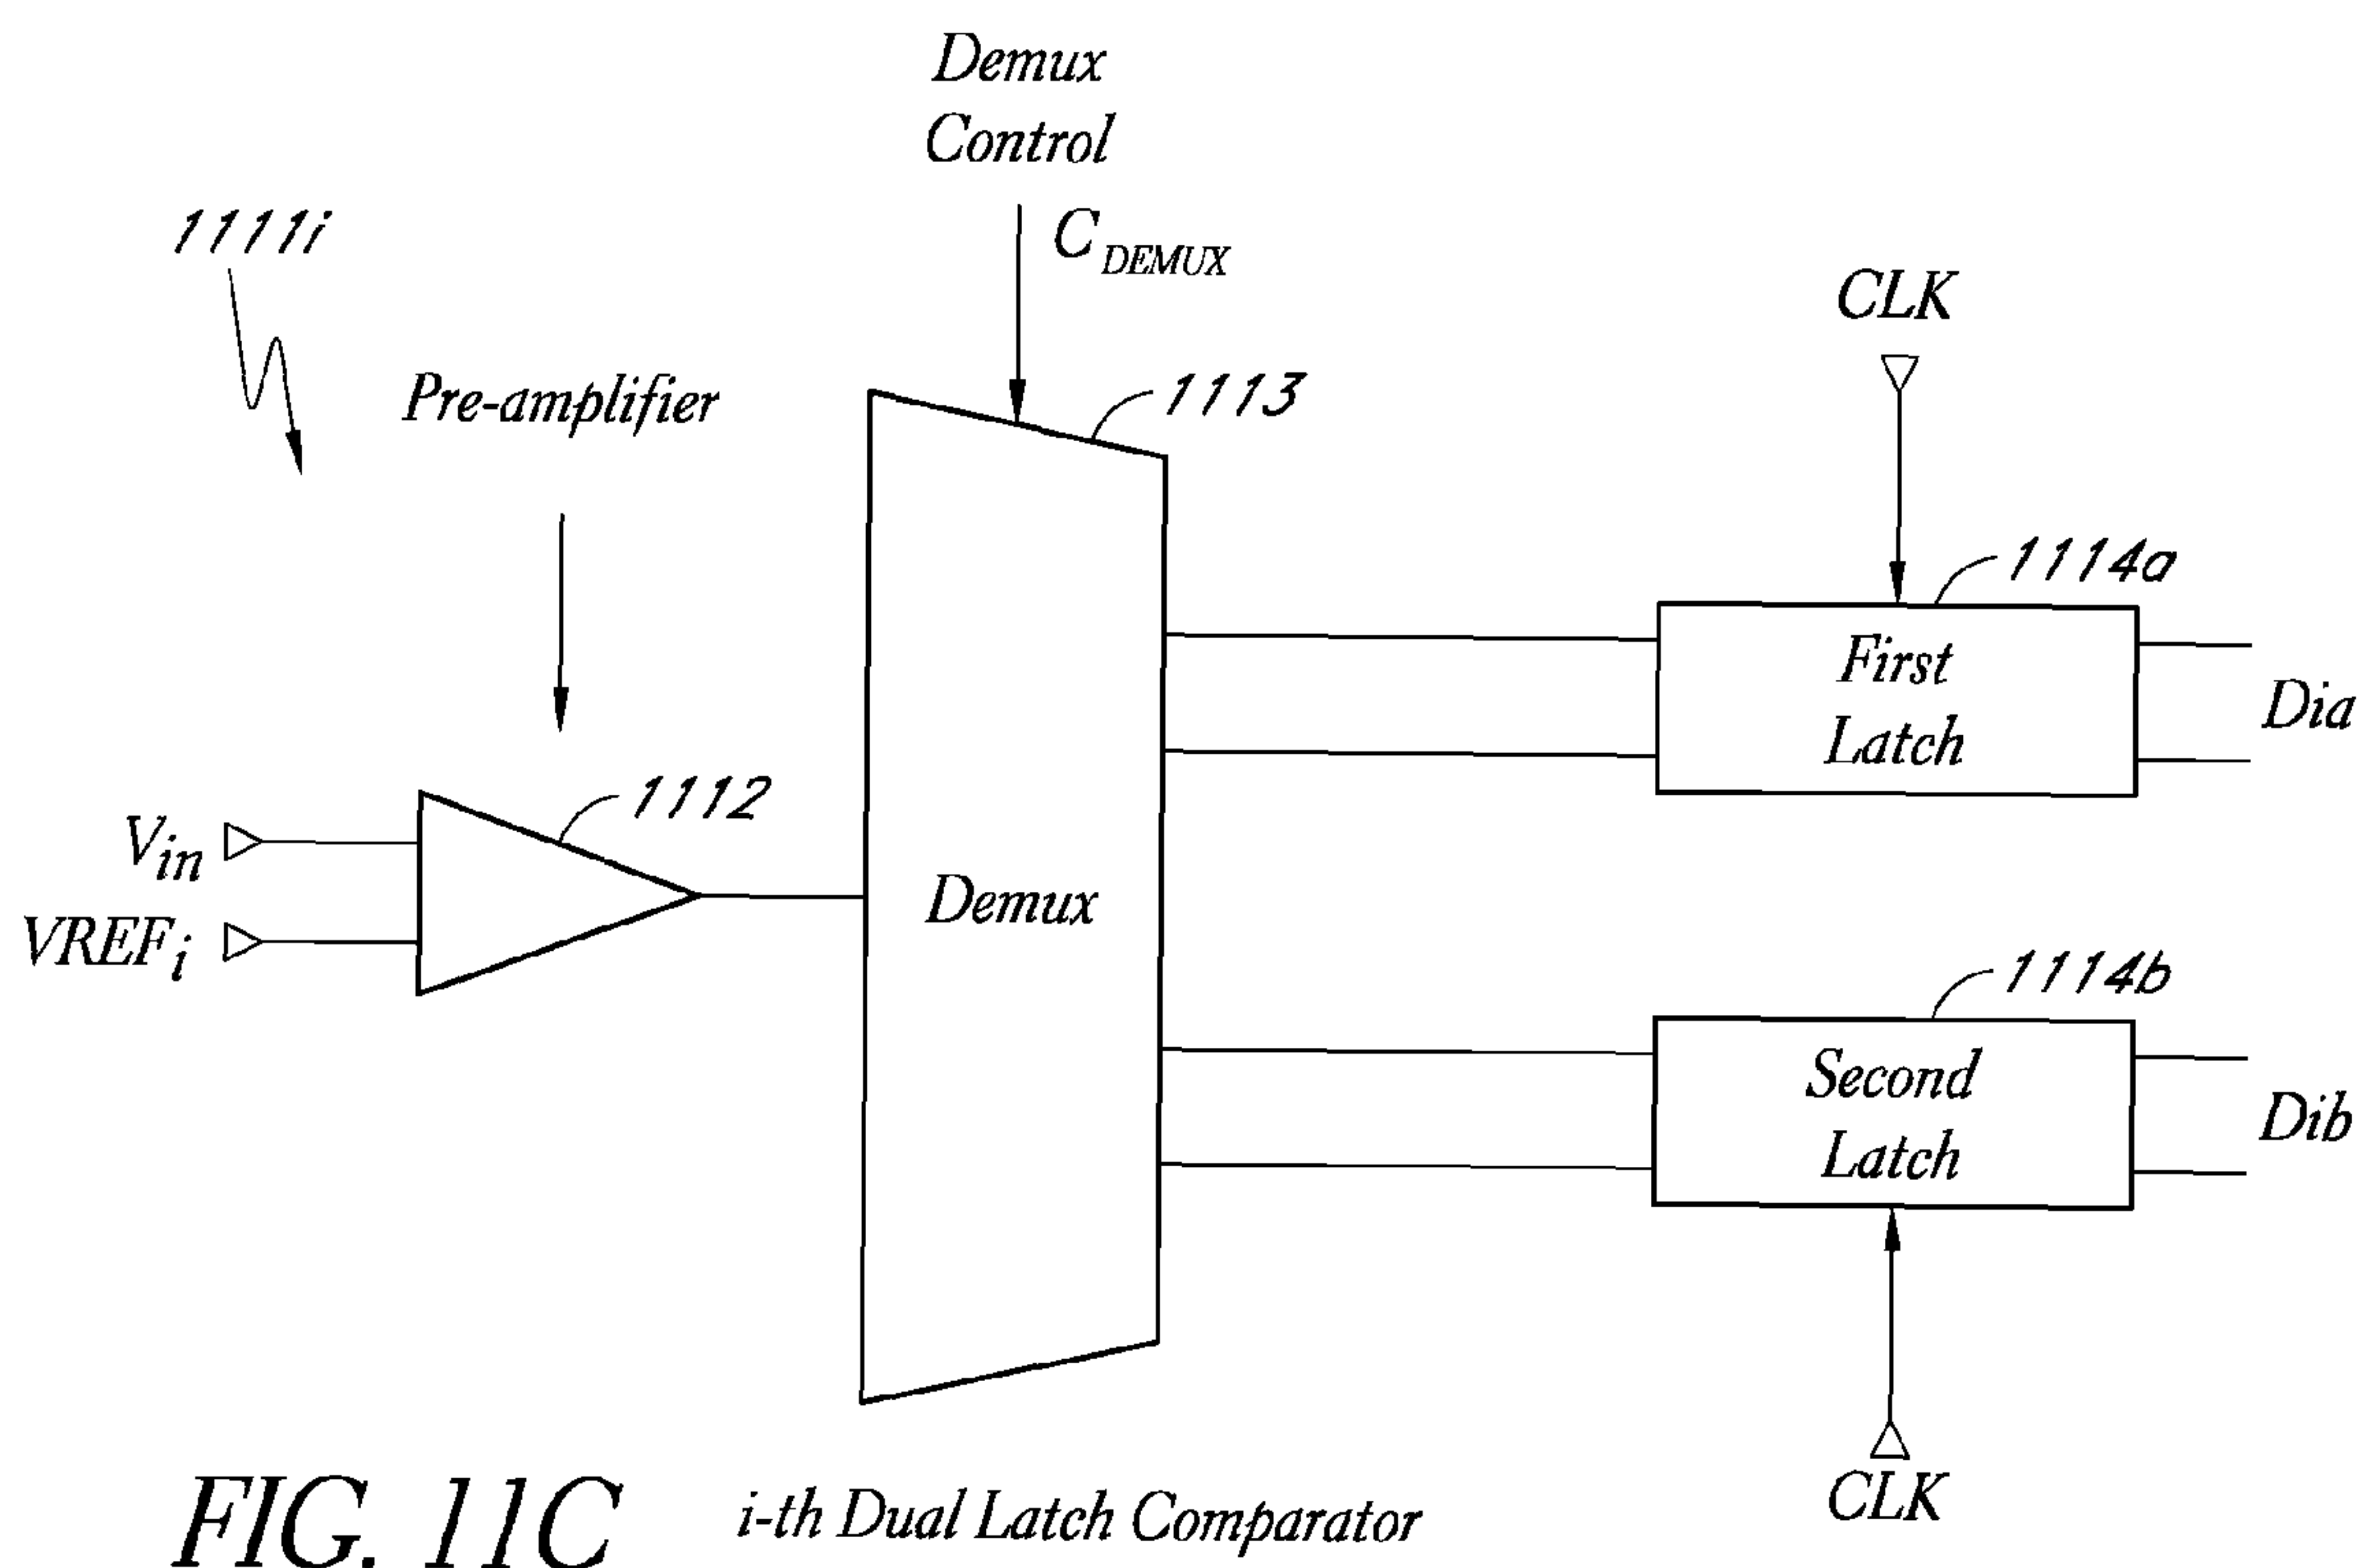 Demux
Control
C DEMUX
1111i
CLK
Pre-amplifier
1113
1114a
First
Latch
Dia
1112
Vin
VREFi
Demux
1114b
Second
Latch
Dib
CLK
FIG. 11C
i-th Dual Latch Comparator